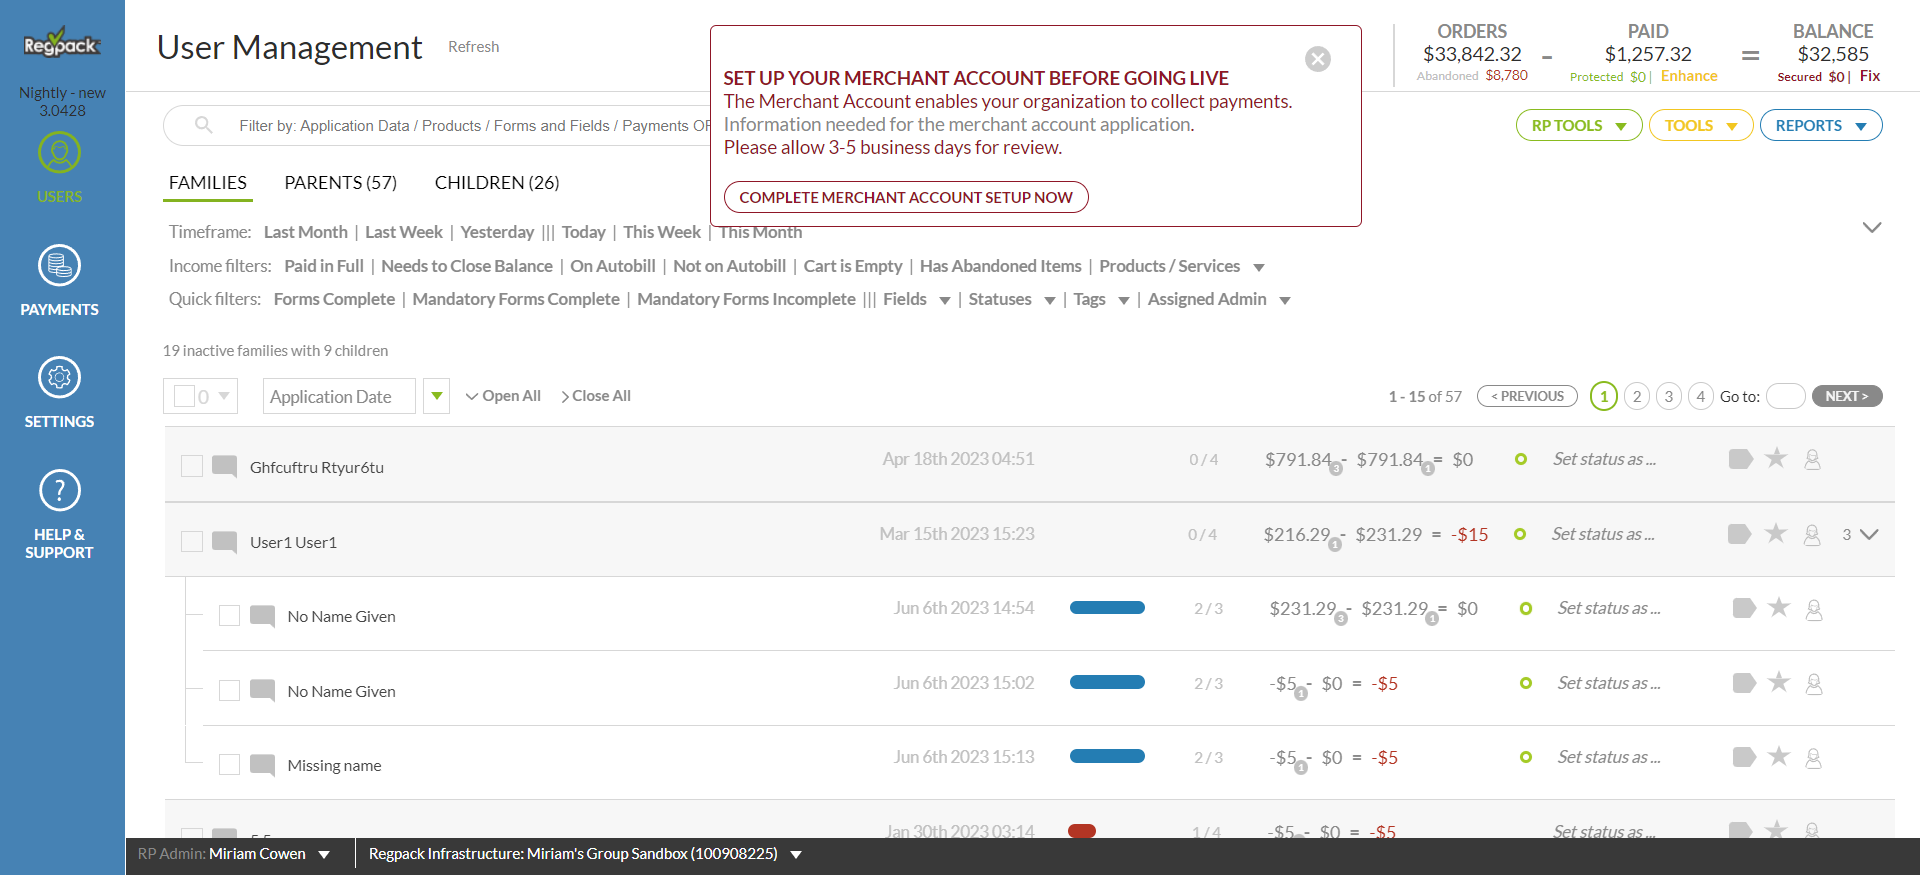 Regpack
Nightly - new
3.0428
USERS
PAYMENTS
SETTINGS
?
HELP &
SUPPORT
User Management
Refresh
SET UP YOUR MERCHANT ACCOUNT BEFORE GOING LIVE
The Merchant Account enables your organization to collect payments.
Information needed for the merchant account application.
Please allow 3-5 business days for review.
COMPLETE MERCHANT ACCOUNT SETUP NOW
ORDERS
$33,842.32
Abandoned $8,780
-
PAID
$1,257.32
Protected $0 | Enhance
=
BALANCE
$32,585
Secured $0 | Fix
Filter by: Application Data / Products / Forms and Fields / Payments OF
RP TOOLS
TOOLS
REPORTS
FAMILIES PARENTS (57) CHILDREN (26)
Timeframe: Last Month | Last Week | Yesterday ||| Today | This Week | This Month
Income filters: Paid in Full | Needs to Close Balance | On Autobill | Not on Autobill | Cart is Empty | Has Abandoned Items | Products / Services
Quick filters: Forms Complete | Mandatory Forms Complete | Mandatory Forms Incomplete ||| Fields | Statuses | Tags | Assigned Admin
19 inactive families with 9 children
0 Application Date Open All Close All 1 - 15 of 57 < PREVIOUS 1 2 3 4 Go to: NEXT >
Ghfcuftru Rtyur6tu Apr 18th 2023 04:51 0 / 4 $791.84 3 - $791.84 1 = $0 Set status as ...
User1 User1 Mar 15th 2023 15:23 0 / 4 $216.29 1 - $231.29 = -$15 Set status as ... 3
No Name Given Jun 6th 2023 14:54 2 / 3 $231.29 3 - $231.29 1 = $0 Set status as ...
No Name Given Jun 6th 2023 15:02 2 / 3 -$5 1 - $0 = -$5 Set status as ...
Missing name Jun 6th 2023 15:13 2 / 3 -$5 1 - $0 = -$5 Set status as ...
Jan 30th 2023 03:14 1 / 4 -$5 - $0 = -$5 Set status as ...
RP Admin: Miriam Cowen Regpack Infrastructure: Miriam's Group Sandbox (100908225)